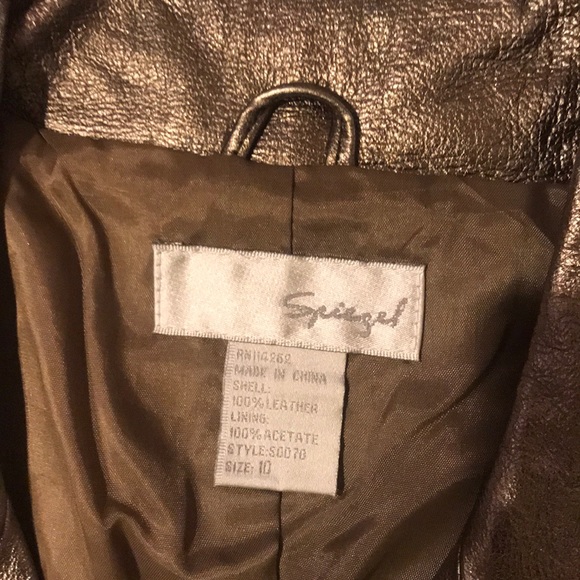 Spiegel
RN114262
MADE IN CHINA
SHELL:
100% LEATHER
LINING:
100% ACETATE
STYLE:S0070
SIZE: 10